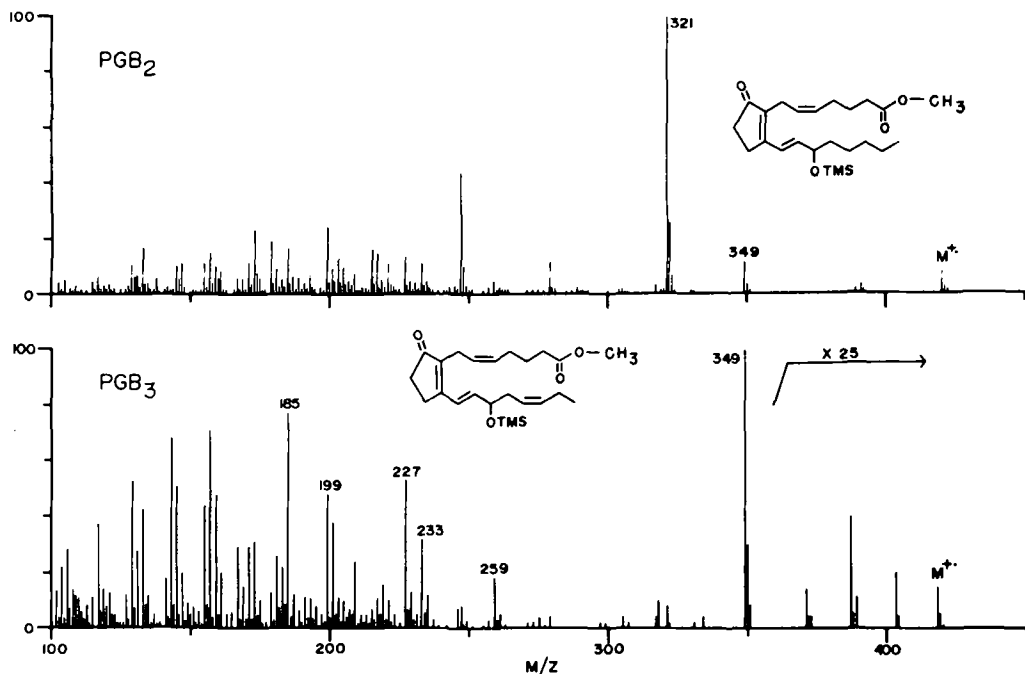 100
PGB2
321
O
O
O—CH3
OTMS
349
M+.
0
100
PGB3
O
O—CH3
O
OTMS
349
X 25
185
199
227
233
259
M+.
0
100
200
300
400
M/Z